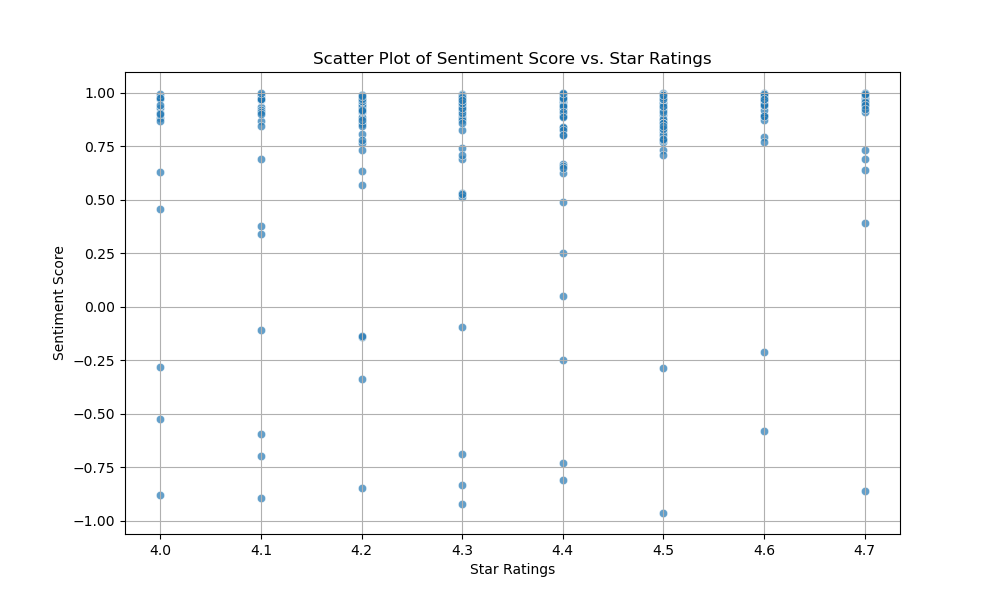 Scatter Plot of Sentiment Score vs. Star Ratings
1.00
0.75
0.50
0.25
0.00
−0.25
−0.50
−0.75
−1.00
Sentiment Score
4.0 4.1 4.2 4.3 4.4 4.5 4.6 4.7
Star Ratings